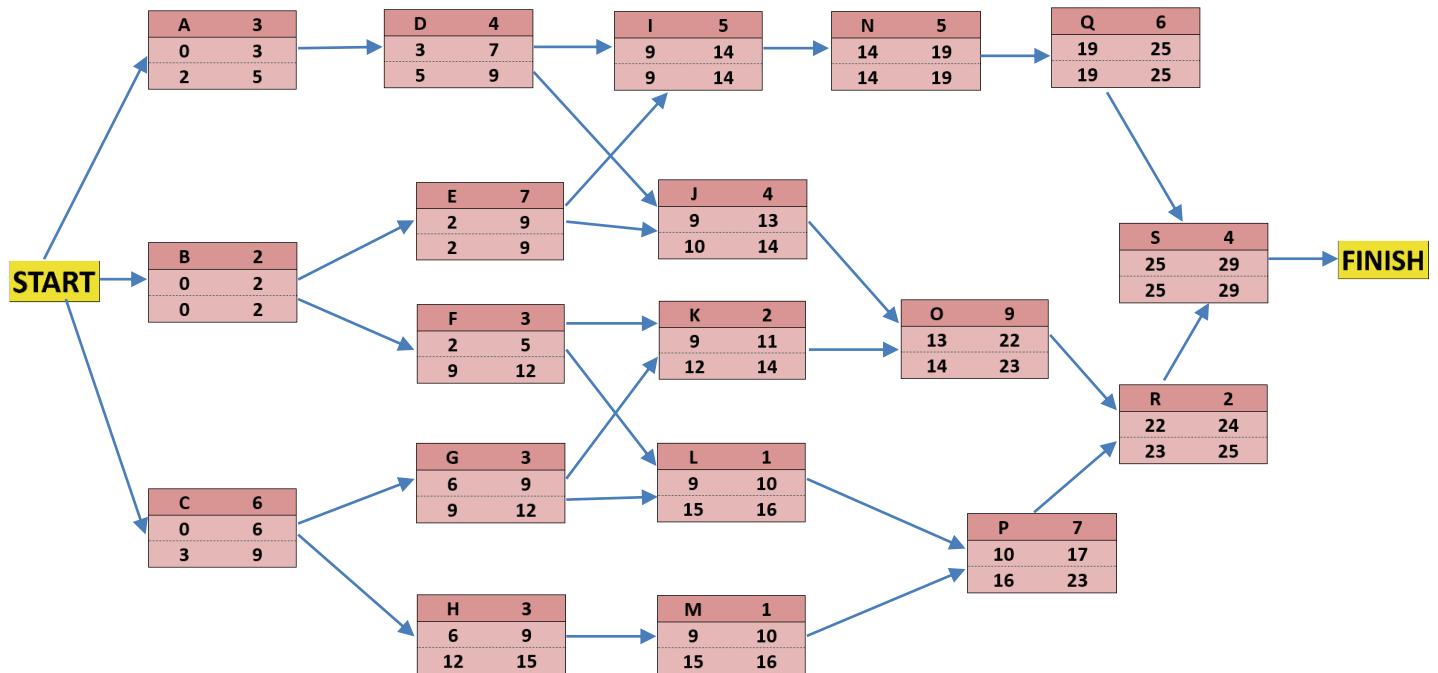 A 3
0 3
2 5
D 4
3 7
5 9
I 5
9 14
9 14
N 5
14 19
14 19
Q 6
19 25
19 25
E 7
2 9
2 9
J 4
9 13
10 14
S 4
25 29
25 29
FINISH
START
B 2
0 2
0 2
F 3
2 5
9 12
K 2
9 11
12 14
O 9
13 22
14 23
R 2
22 24
23 25
G 3
6 9
9 12
L 1
9 10
15 16
C 6
0 6
3 9
P 7
10 17
16 23
H 3
6 9
12 15
M 1
9 10
15 16